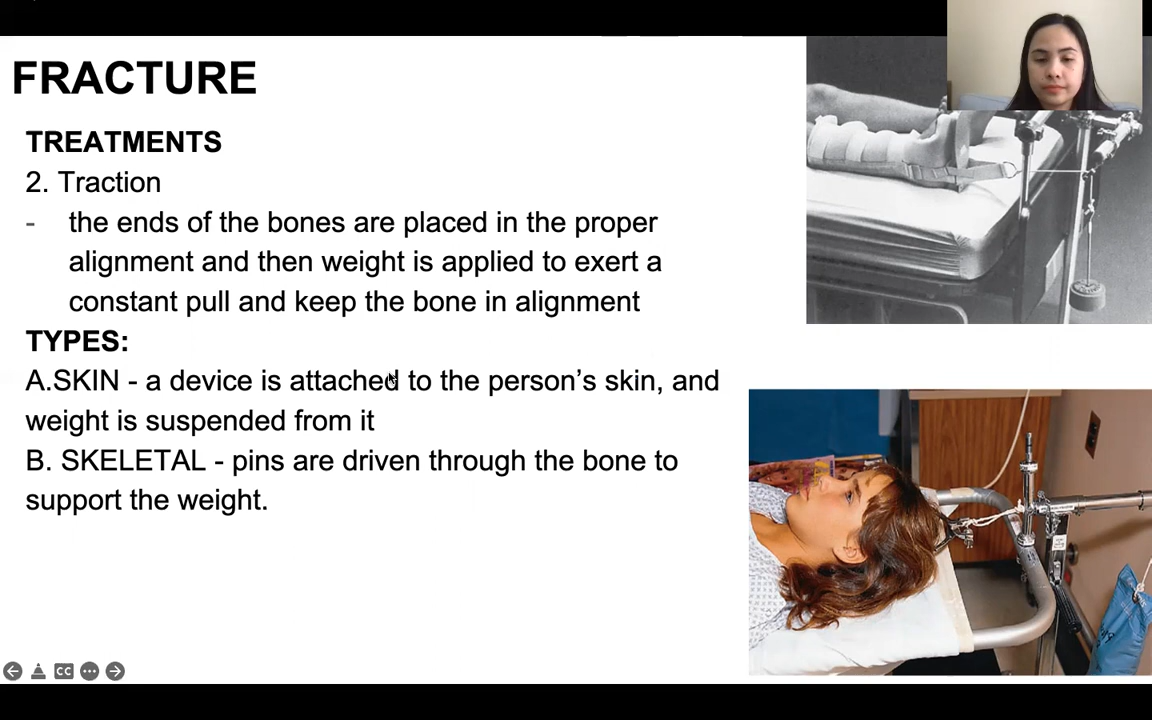 FRACTURE
TREATMENTS
2. Traction
- the ends of the bones are placed in the proper
alignment and then weight is applied to exert a
constant pull and keep the bone in alignment
TYPES:
A.SKIN - a device is attached to the person’s skin, and
weight is suspended from it
B. SKELETAL - pins are driven through the bone to
support the weight.
CC